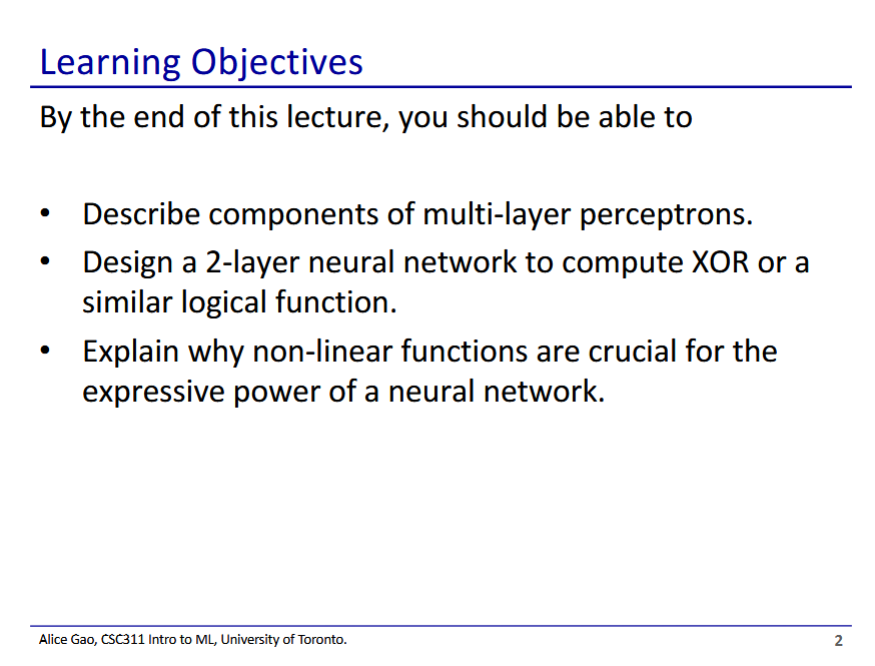 Learning Objectives
By the end of this lecture, you should be able to
• Describe components of multi-layer perceptrons.
• Design a 2-layer neural network to compute XOR or a
similar logical function.
• Explain why non-linear functions are crucial for the
expressive power of a neural network.
Alice Gao, CSC311 Intro to ML, University of Toronto.
2